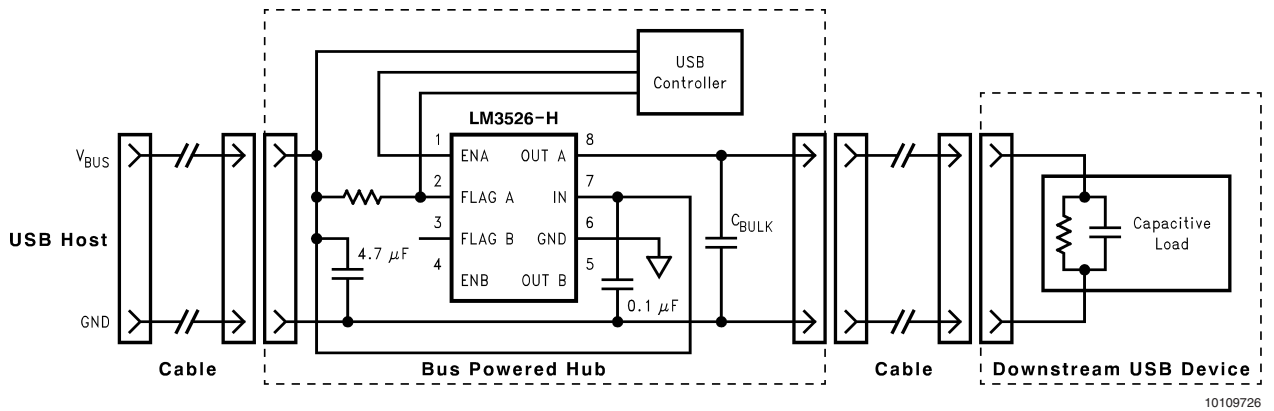 USB
Controller
LM3526-H
1
8
V_BUS
ENA
OUT A
2
7
FLAG A
IN
3
6
USB Host
FLAG B
GND
C_BULK
Capacitive
Load
4.7 μF
4
5
ENB
OUT B
0.1 μF
GND
Cable
Bus Powered Hub
Cable
Downstream USB Device
10109726